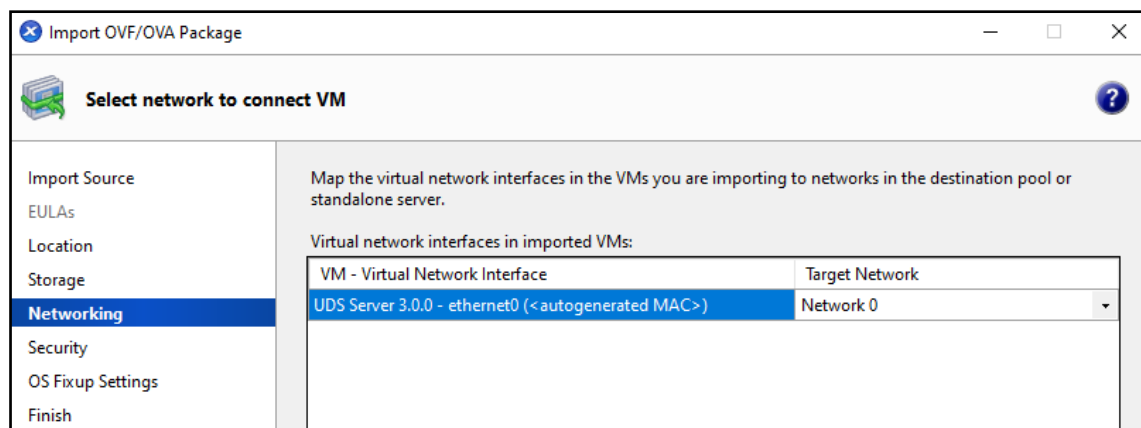 Import OVF/OVA Package
Select network to connect VM
?
Import Source
EULAs
Location
Storage
Networking
Security
OS Fixup Settings
Finish
Map the virtual network interfaces in the VMs you are importing to networks in the destination pool or
standalone server.
Virtual network interfaces in imported VMs:
VM - Virtual Network Interface Target Network
UDS Server 3.0.0 - ethernet0 (<autogenerated MAC>) Network 0